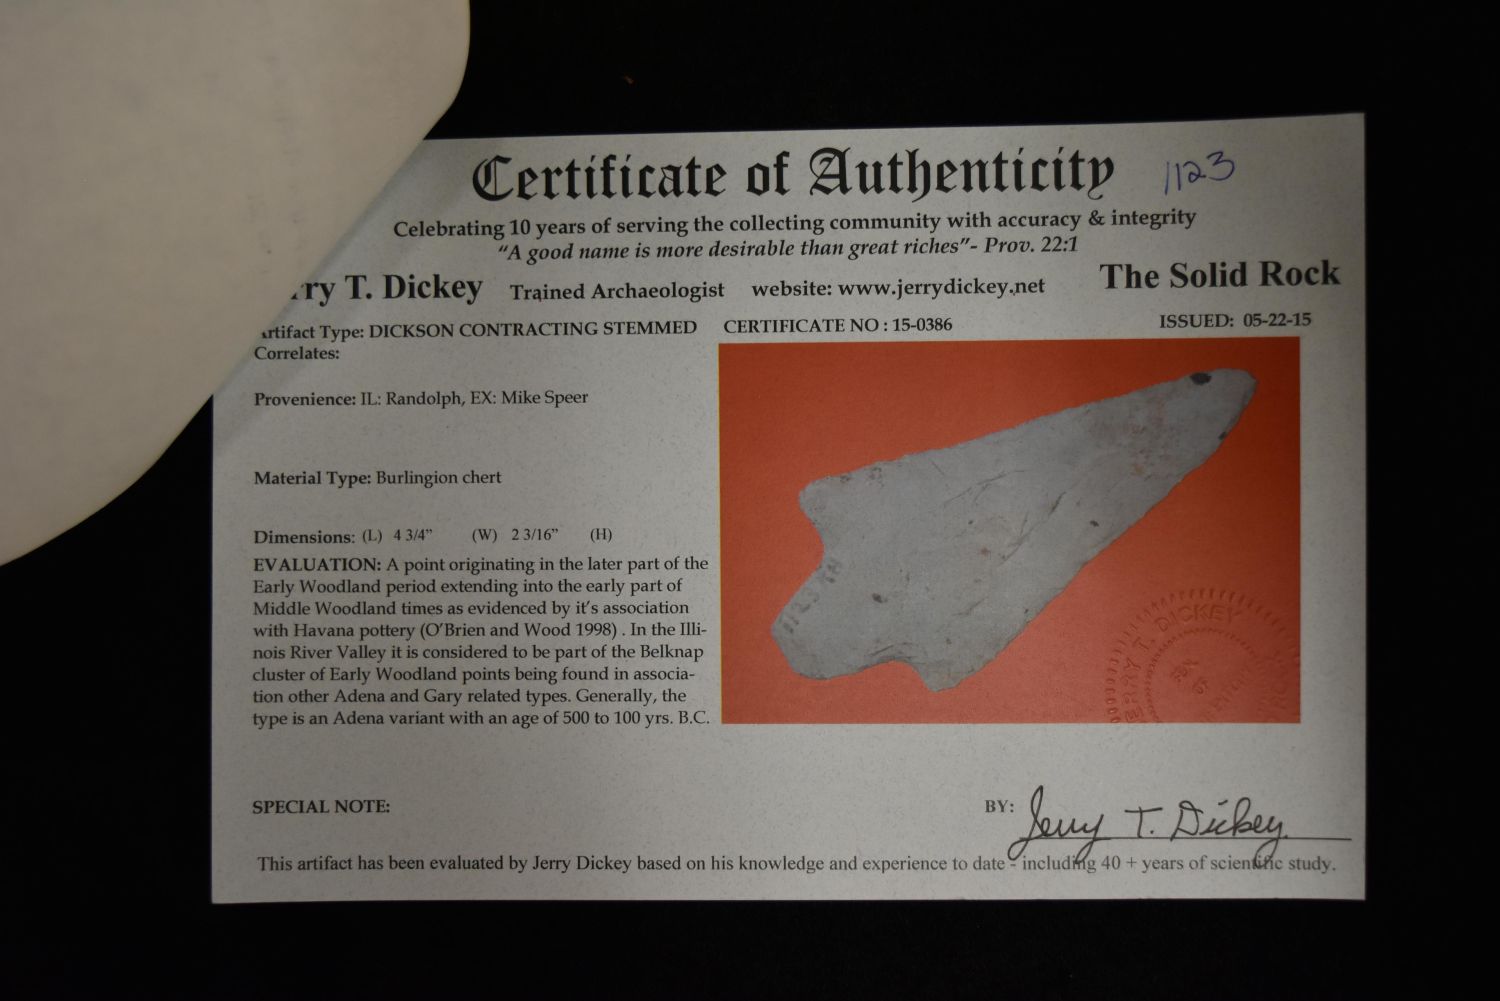 Certificate of Authenticity 1123
Celebrating 10 years of serving the collecting community with accuracy & integrity
"A good name is more desirable than great riches"- Prov. 22:1
rry T. Dickey Trained Archaeologist website: www.jerrydickey.net The Solid Rock
Artifact Type: DICKSON CONTRACTING STEMMED CERTIFICATE NO : 15-0386 ISSUED: 05-22-15
Correlates:
Provenience: IL: Randolph, EX: Mike Speer
Material Type: Burlingion chert
Dimensions: (L) 4 3/4" (W) 2 3/16" (H)
EVALUATION: A point originating in the later part of the
Early Woodland period extending into the early part of
Middle Woodland times as evidenced by it's association
with Havana pottery (O'Brien and Wood 1998) . In the Illi-
nois River Valley it is considered to be part of the Belknap
cluster of Early Woodland points being found in associa-
tion other Adena and Gary related types. Generally, the
type is an Adena variant with an age of 500 to 100 yrs. B.C.
T. DICKEY
SPECIAL NOTE:
BY: Jerry T. Dickey
This artifact has been evaluated by Jerry Dickey based on his knowledge and experience to date - including 40 + years of scientific study.